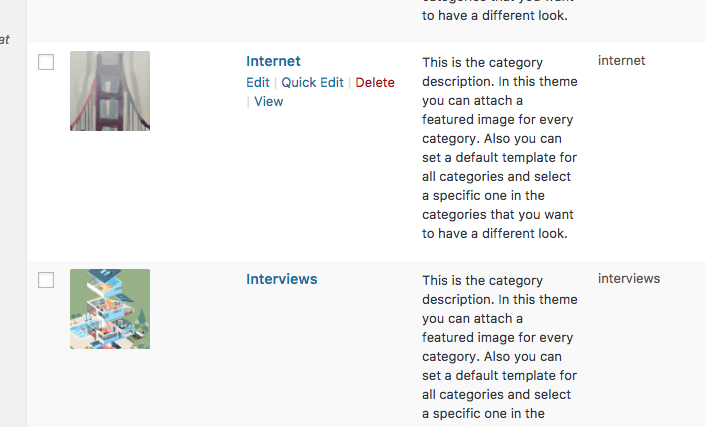 categories that you want
to have a different look.
at
Internet
Edit | Quick Edit | Delete
| View
This is the category
description. In this theme
you can attach a
featured image for every
category. Also you can
set a default template for
all categories and select
a specific one in the
categories that you want
to have a different look.
internet
Interviews
This is the category
description. In this theme
you can attach a
featured image for every
category. Also you can
set a default template for
all categories and select
a specific one in the
interviews